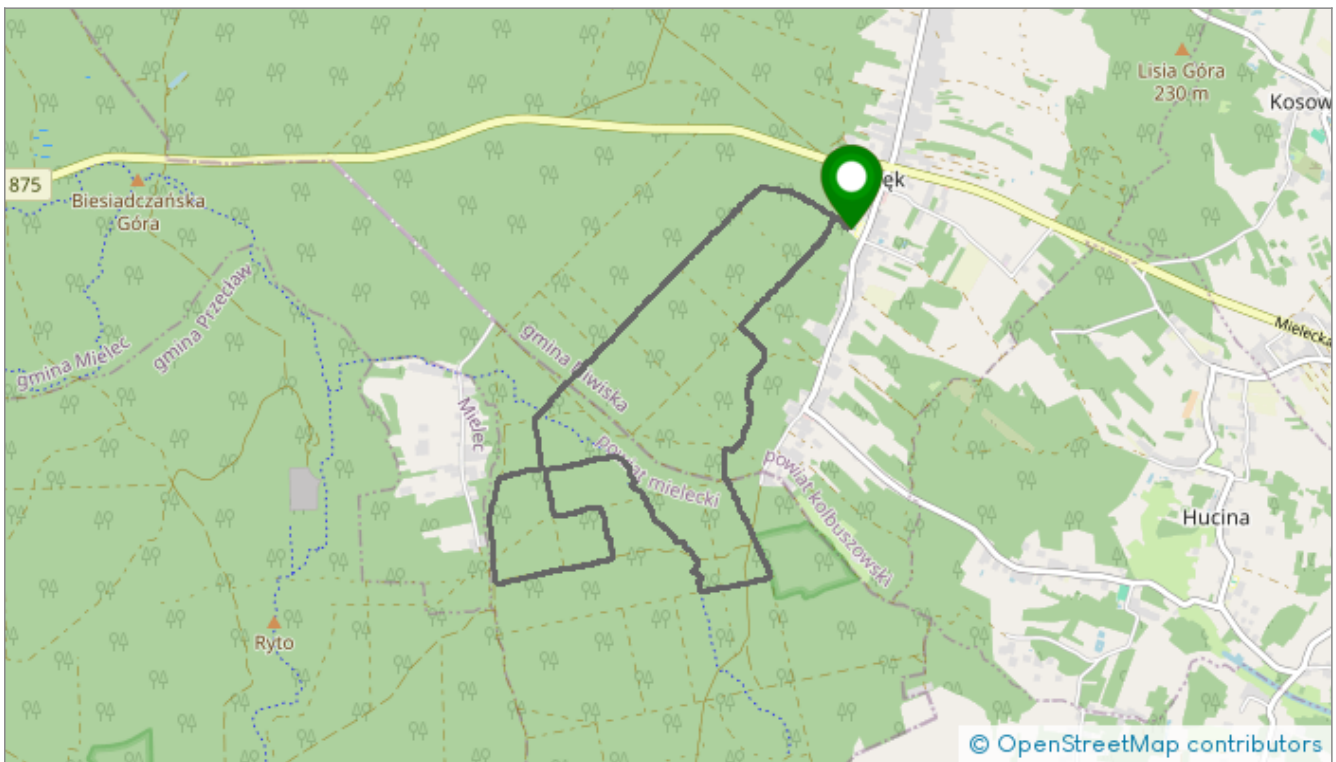 Lisia Góra
230 m
Kosow
875
Biesiadczańska
Góra
ęk
gmina Przecław
gmina Mielec
gmina Niwiska
Mielecka
Mielec
powiat mielecki
powiat kolbuszowski
Hucina
Ryto
© OpenStreetMap contributors